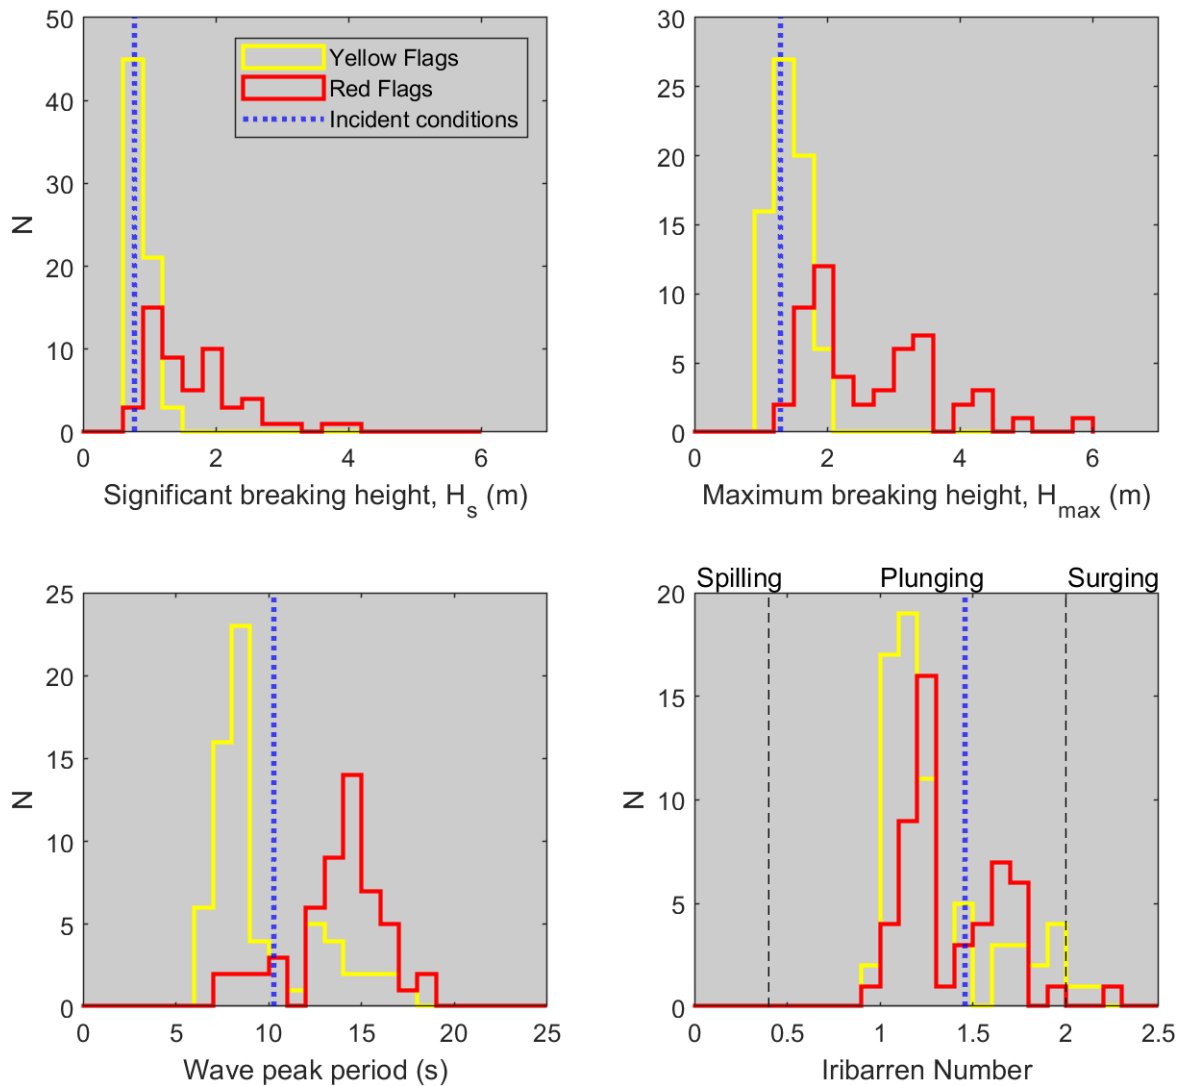 50
40
30
20
10
0
N
0 2 4 6
Significant breaking height, Hs (m)
Yellow Flags
Red Flags
Incident conditions
30
25
20
15
10
5
0
0 2 4 6
Maximum breaking height, Hmax (m)
25
20
15
10
5
0
N
0 5 10 15 20 25
Wave peak period (s)
Spilling Plunging Surging
20
15
10
5
0
N
0 0.5 1 1.5 2 2.5
Iribarren Number